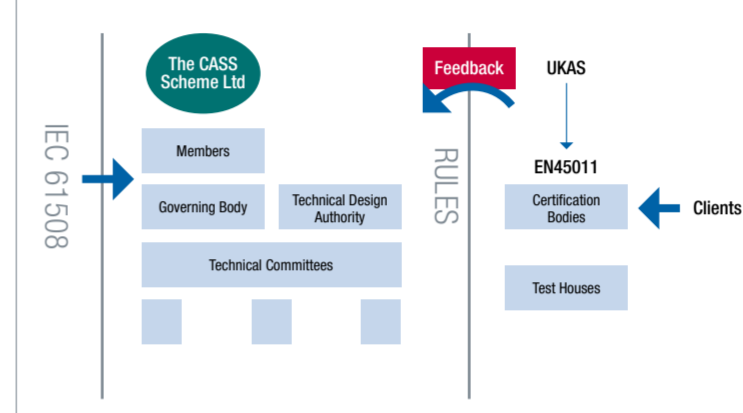 The CASS
Scheme Ltd
Feedback
UKAS
IEC 61508
Members
RULES
EN45011
Governing Body
Technical Design
Authority
Certification
Bodies
Clients
Technical Committees
Test Houses